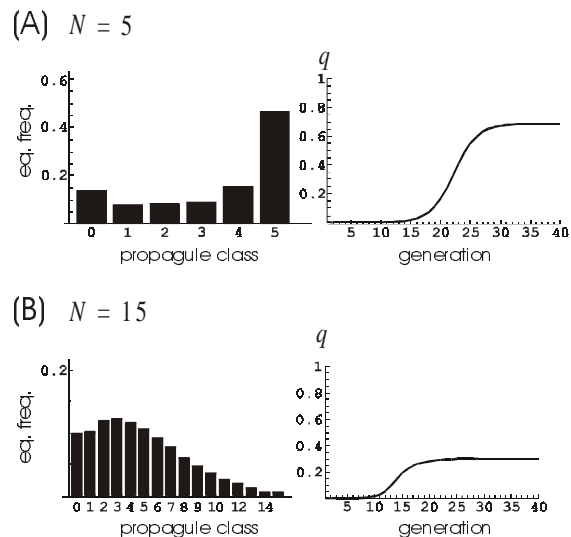 (A) N = 5
q
eq. freq.
0.6
0.4
0.2
0 1 2 3 4 5
propagule class
1
0.8
0.6
0.4
0.2
5 10 15 20 25 30 35 40
generation
(B) N = 15
q
eq. freq.
0.2
0 1 2 3 4 5 6 7 8 9 10 12 14
propagule class
1
0.8
0.6
0.4
0.2
5 10 15 20 25 30 35 40
generation